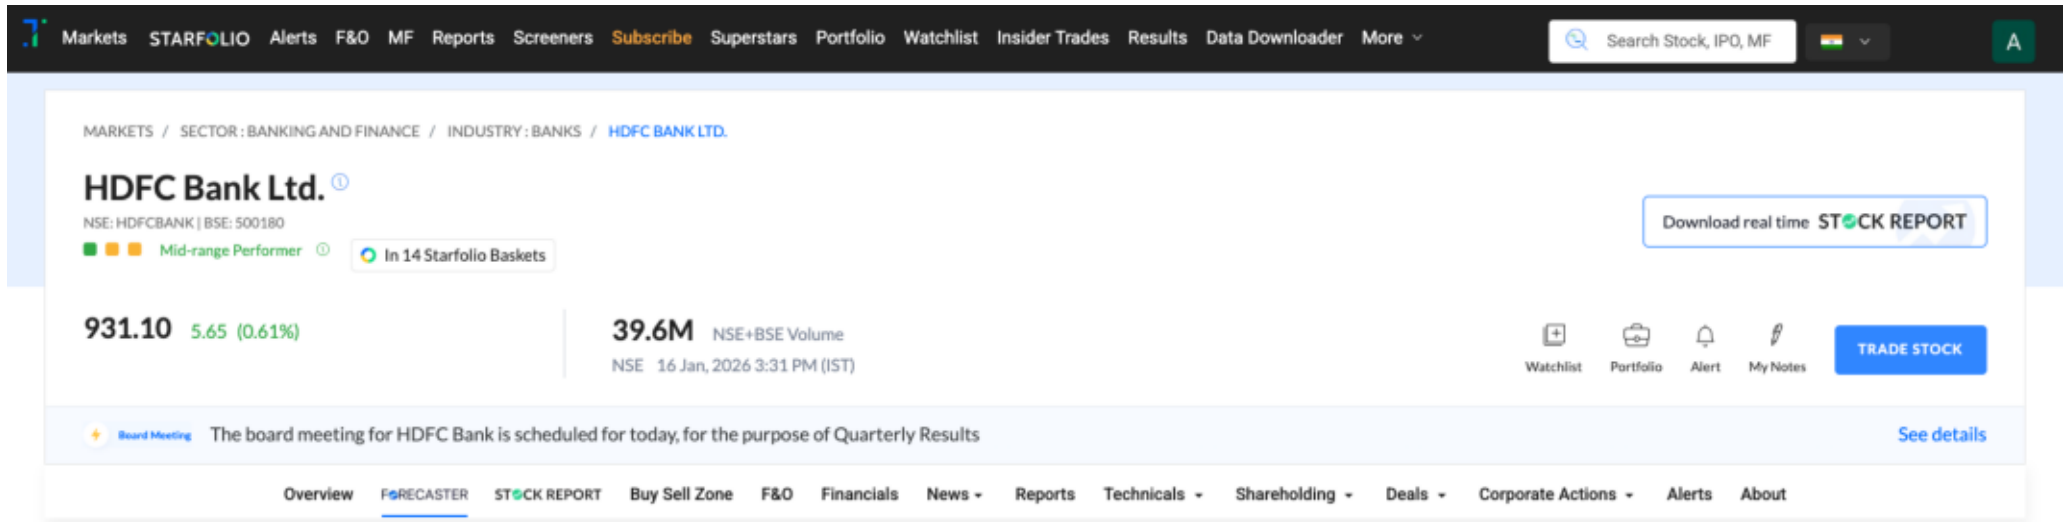 Markets STARFOLIO Alerts F&O MF Reports Screeners Subscribe Superstars Portfolio Watchlist Insider Trades Results Data Downloader More Search Stock, IPO, MF A
MARKETS / SECTOR : BANKING AND FINANCE / INDUSTRY : BANKS / HDFC BANK LTD.
HDFC Bank Ltd.
NSE: HDFCBANK | BSE: 500180
Mid-range Performer In 14 Starfolio Baskets
Download real time STOCK REPORT
931.10 5.65 (0.61%)
39.6M NSE+BSE Volume
NSE 16 Jan, 2026 3:31 PM (IST)
Watchlist Portfolio Alert My Notes TRADE STOCK
Board Meeting The board meeting for HDFC Bank is scheduled for today, for the purpose of Quarterly Results See details
Overview FORECASTER STOCK REPORT Buy Sell Zone F&O Financials News Reports Technicals Shareholding Deals Corporate Actions Alerts About